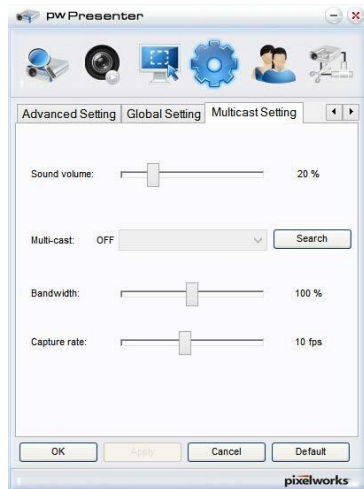 pwPresenter
Advanced Setting Global Setting Multicast Setting
Sound volume: 20 %
Multi-cast: OFF Search
Bandwidth: 100 %
Capture rate: 10 fps
OK Apply Cancel Default
pixelworks